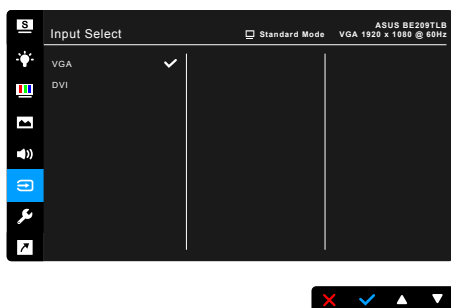 S
ASUS BE209TLB
Input Select
Standard Mode
VGA 1920 x 1080 @ 60Hz
VGA
DVI